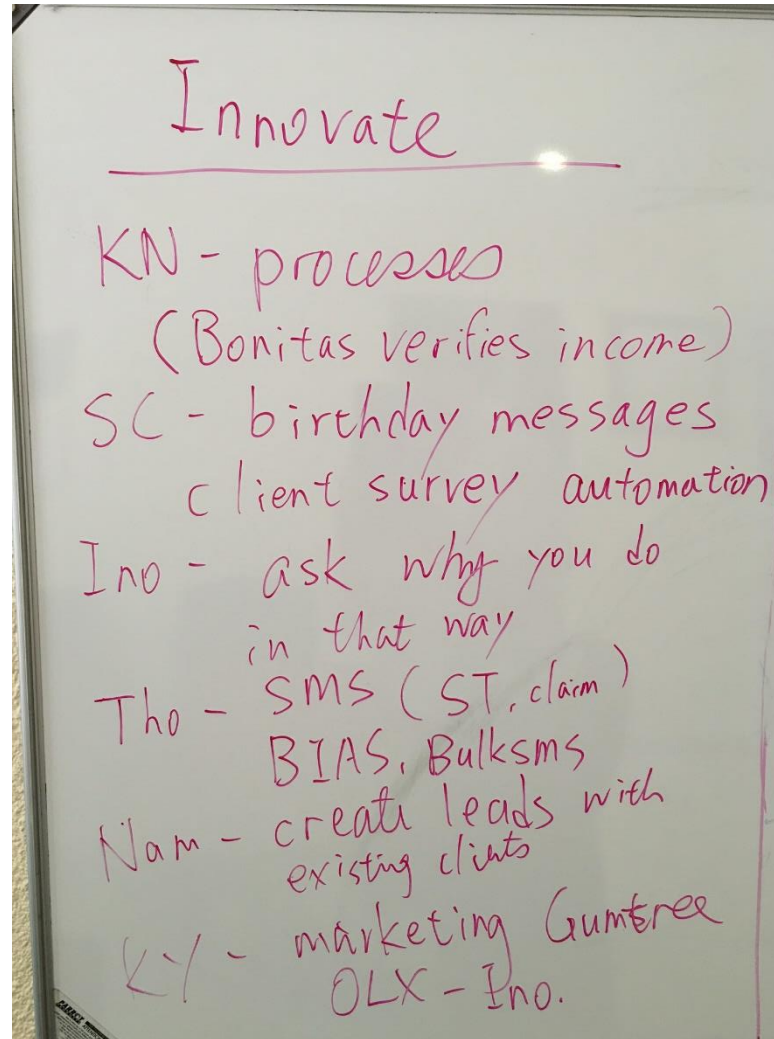 Innovate
KN - processes
(Bonitas verifies income)
SC - birthday messages
client survey automation
Ino - ask why you do
in that way
Tho - SMS (ST, claim)
BIAS, Bulksms
Nam - create leads with
existing clients
KY - marketing Gumtree
OLX - Ino.